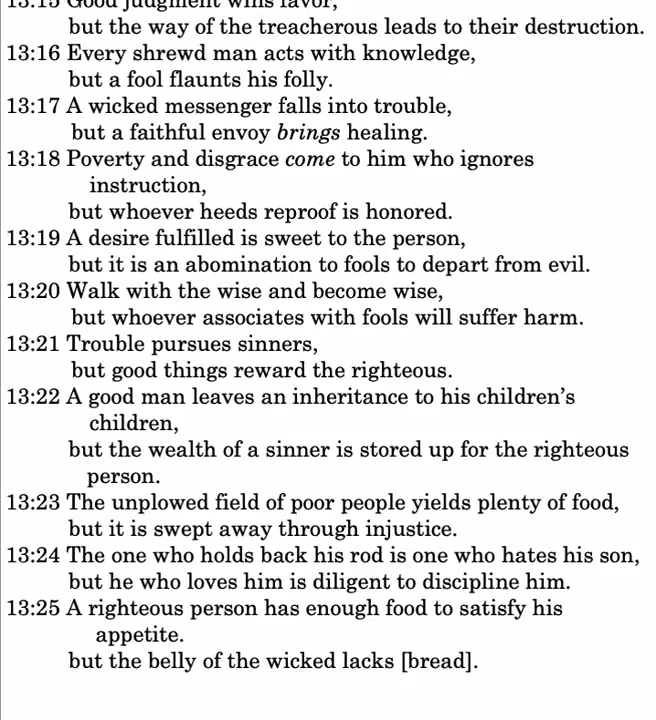 13:15 Good judgment wins favor,
but the way of the treacherous leads to their destruction.
13:16 Every shrewd man acts with knowledge,
but a fool flaunts his folly.
13:17 A wicked messenger falls into trouble,
but a faithful envoy brings healing.
13:18 Poverty and disgrace come to him who ignores
instruction,
but whoever heeds reproof is honored.
13:19 A desire fulfilled is sweet to the person,
but it is an abomination to fools to depart from evil.
13:20 Walk with the wise and become wise,
but whoever associates with fools will suffer harm.
13:21 Trouble pursues sinners,
but good things reward the righteous.
13:22 A good man leaves an inheritance to his children’s
children,
but the wealth of a sinner is stored up for the righteous
person.
13:23 The unplowed field of poor people yields plenty of food,
but it is swept away through injustice.
13:24 The one who holds back his rod is one who hates his son,
but he who loves him is diligent to discipline him.
13:25 A righteous person has enough food to satisfy his
appetite.
but the belly of the wicked lacks [bread].